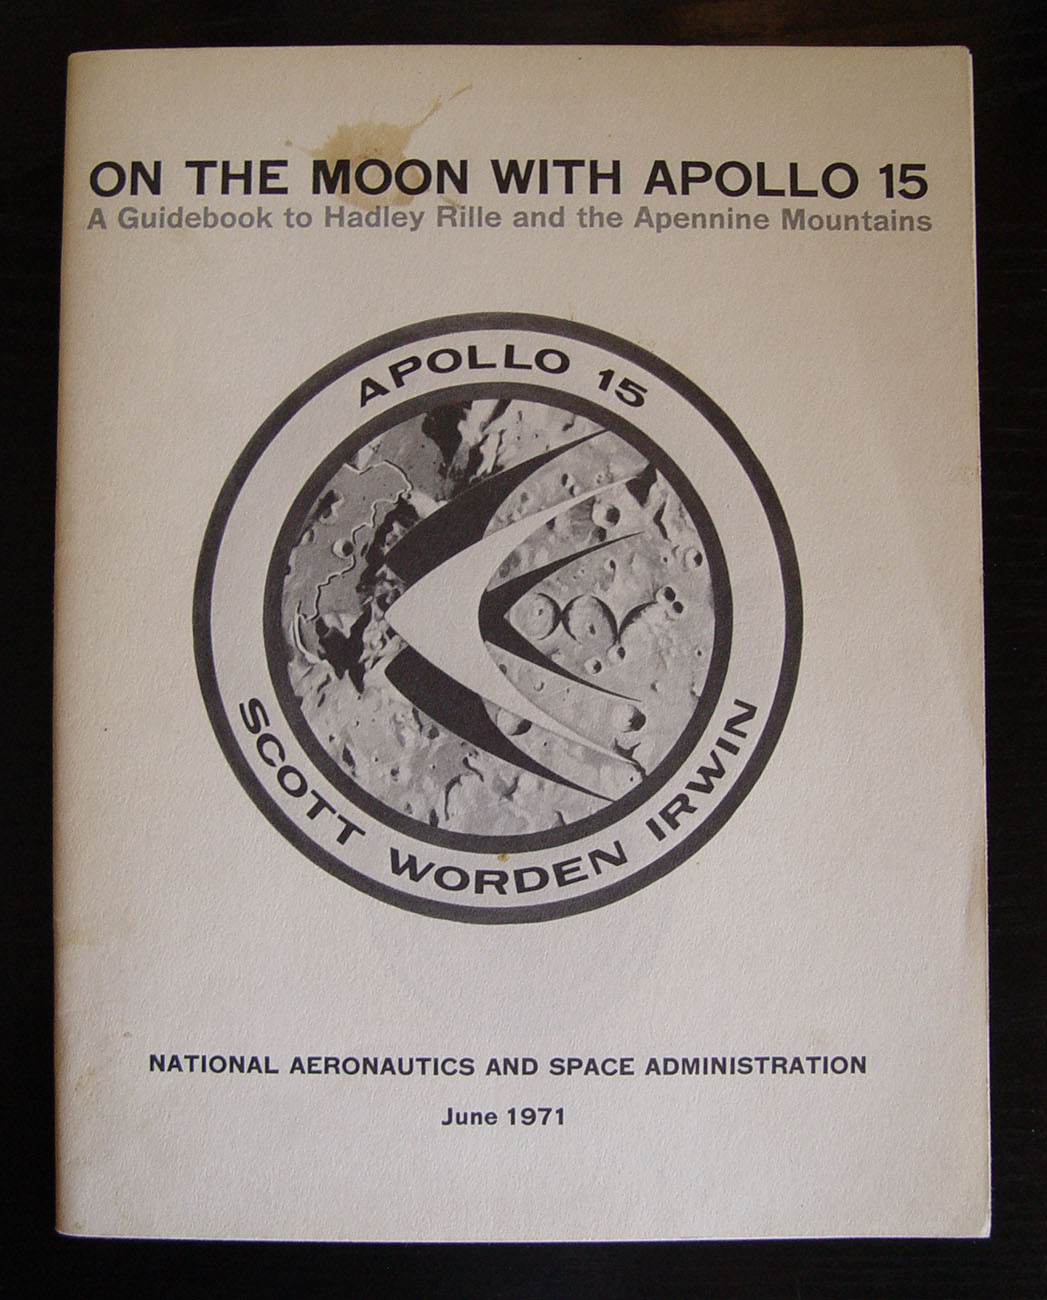 ON THE MOON WITH APOLLO 15
A Guidebook to Hadley Rille and the Apennine Mountains
APOLLO 15
SCOTT WORDEN IRWIN
NATIONAL AERONAUTICS AND SPACE ADMINISTRATION
June 1971